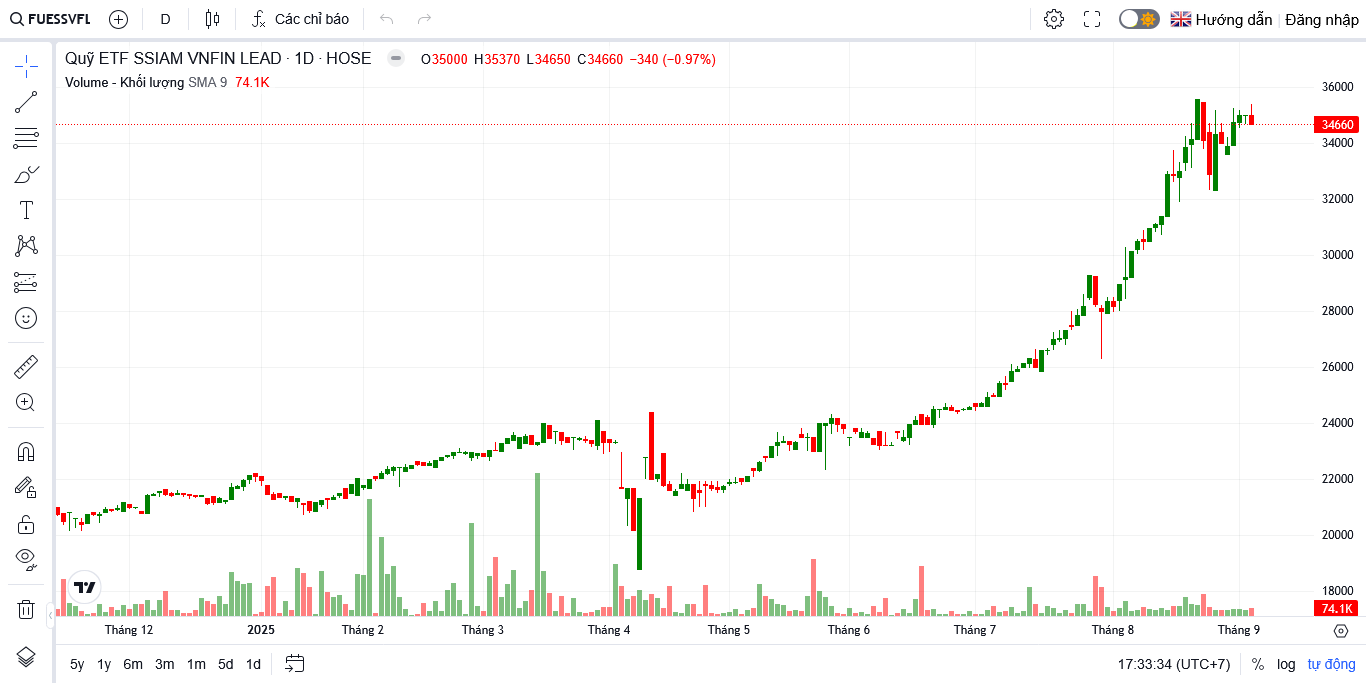 FUESSVFL D Các chỉ báo Hướng dẫn Đăng nhập
Quỹ ETF SSIAM VNFIN LEAD · 1D · HOSE O35000 H35370 L34650 C34660 −340 (−0.97%)
Volume - Khối lượng SMA 9 74.1K
36000
34660
34000
32000
30000
28000
26000
24000
22000
20000
18000
74.1K
Tháng 12 2025 Tháng 2 Tháng 3 Tháng 4 Tháng 5 Tháng 6 Tháng 7 Tháng 8 Tháng 9
5y 1y 6m 3m 1m 5d 1d 17:33:34 (UTC+7) % log tự động